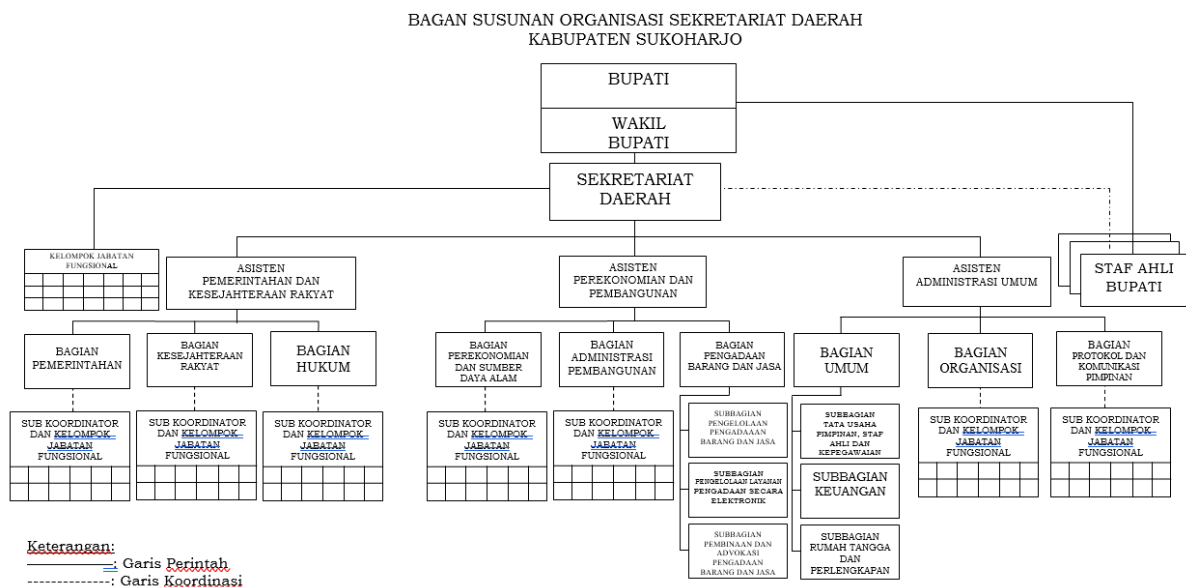 BAGAN SUSUNAN ORGANISASI SEKRETARIAT DAERAH
KABUPATEN SUKOHARJO
BUPATI
WAKIL
BUPATI
SEKRETARIAT
DAERAH
KELOMPOK JABATAN
FUNGSIONAL
ASISTEN
PEMERINTAHAN DAN
KESEJAHTERAAN RAKYAT
ASISTEN
PEREKONOMIAN DAN
PEMBANGUNAN
ASISTEN
ADMINISTRASI UMUM
STAF AHLI
BUPATI
BAGIAN
PEMERINTAHAN
BAGIAN
KESEJAHTERAAN
RAKYAT
BAGIAN
HUKUM
BAGIAN
PEREKONOMIAN
DAN SUMBER
DAYA ALAM
BAGIAN
ADMINISTRASI
PEMBANGUNAN
BAGIAN
PENGADAAN
BARANG DAN JASA
BAGIAN
UMUM
BAGIAN
ORGANISASI
BAGIAN
PROTOKOL DAN
KOMUNIKASI
PIMPINAN
SUB KOORDINATOR
DAN KELOMPOK
JABATAN
FUNGSIONAL
SUB KOORDINATOR
DAN KELOMPOK
JABATAN
FUNGSIONAL
SUB KOORDINATOR
DAN KELOMPOK
JABATAN
FUNGSIONAL
SUB KOORDINATOR
DAN KELOMPOK
JABATAN
FUNGSIONAL
SUB KOORDINATOR
DAN KELOMPOK
JABATAN
FUNGSIONAL
SUBBAGIAN
PENGELOLAAN
PENGADAAAN
BARANG DAN JASA
SUBBAGIAN
PENGELOLAAN LAYANAN
PENGADAAN SECARA
ELEKTRONIK
SUBBAGIAN
PEMBINAAN DAN
ADVOKASI
PENGADAAN
BARANG DAN JASA
SUBBAGIAN
TATA USAHA
PIMPINAN, STAF
AHLI DAN
KEPEGAWAIAN
SUBBAGIAN
KEUANGAN
SUBBAGIAN
RUMAH TANGGA
DAN
PERLENGKAPAN
SUB KOORDINATOR
DAN KELOMPOK
JABATAN
FUNGSIONAL
SUB KOORDINATOR
DAN KELOMPOK
JABATAN
FUNGSIONAL
Keterangan:
: Garis Perintah
: Garis Koordinasi